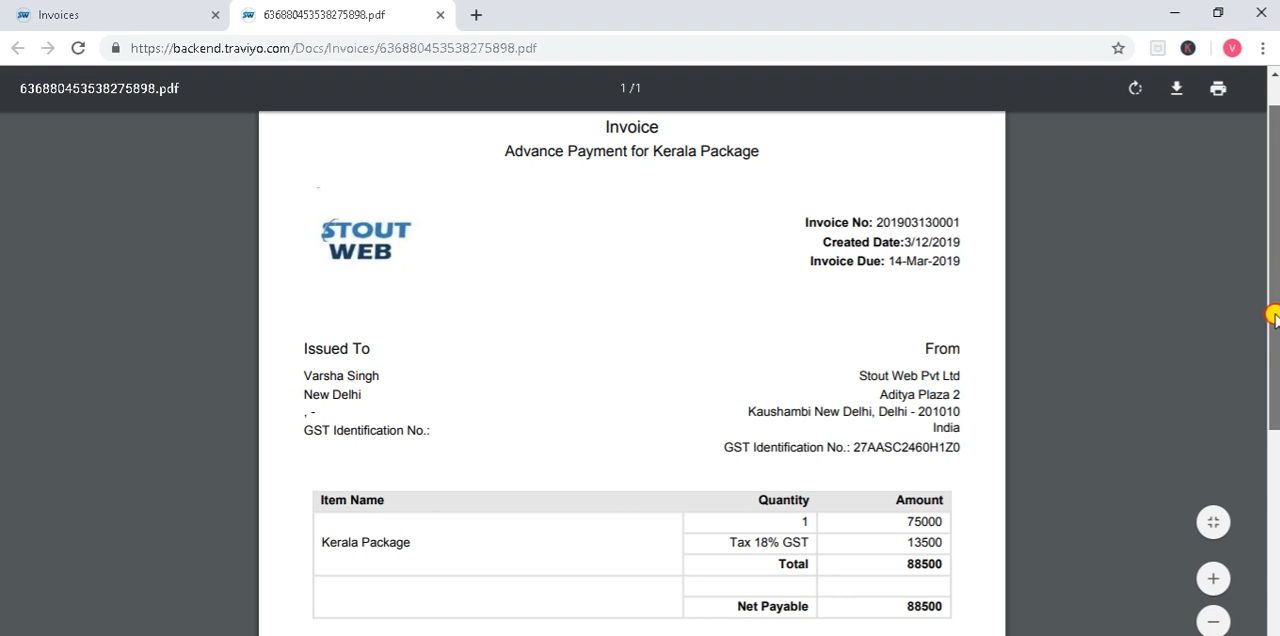 Invoices
636880453538275898.pdf
https://backend.traviyo.com/Docs/Invoices/636880453538275898.pdf
V
636880453538275898.pdf
1 / 1
Invoice
Advance Payment for Kerala Package
STOUT
WEB
Invoice No: 201903130001
Created Date:3/12/2019
Invoice Due: 14-Mar-2019
Issued To
From
Varsha Singh
Stout Web Pvt Ltd
New Delhi
Aditya Plaza 2
, -
Kaushambi New Delhi, Delhi - 201010
India
GST Identification No.:
GST Identification No.: 27AASC2460H1Z0
Item Name Quantity Amount
1 75000
Kerala Package Tax 18% GST 13500
Total 88500
Net Payable 88500